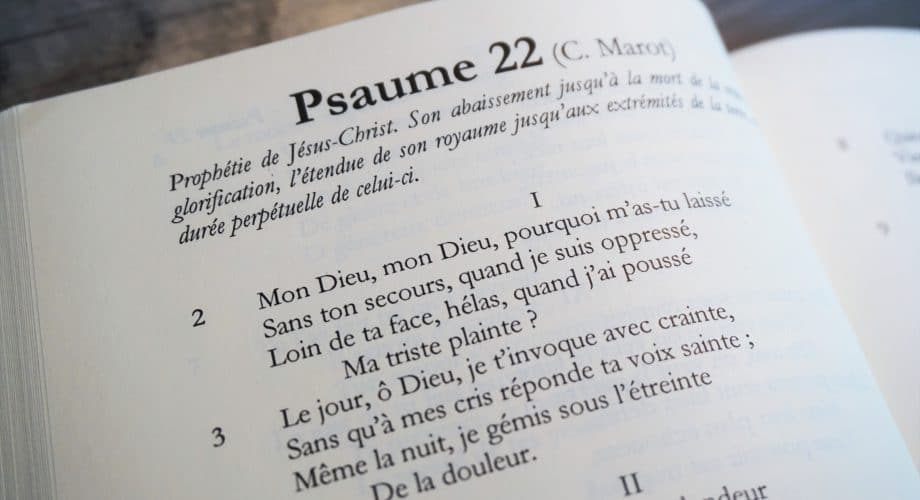 Psaume 22 (C. Marot)
Prophétie de Jésus-Christ. Son abaissement jusqu'à la mort de la
glorification, l'étendue de son royaume jusqu'aux extrémités de la terre,
durée perpétuelle de celui-ci.
I
2 Mon Dieu, mon Dieu, pourquoi m'as-tu laissé
Sans ton secours, quand je suis oppressé,
Loin de ta face, hélas, quand j'ai poussé
Ma triste plainte ?
3 Le jour, ô Dieu, je t'invoque avec crainte,
Sans qu'à mes cris réponde ta voix sainte ;
Même la nuit, je gémis sous l'étreinte
De la douleur.
II